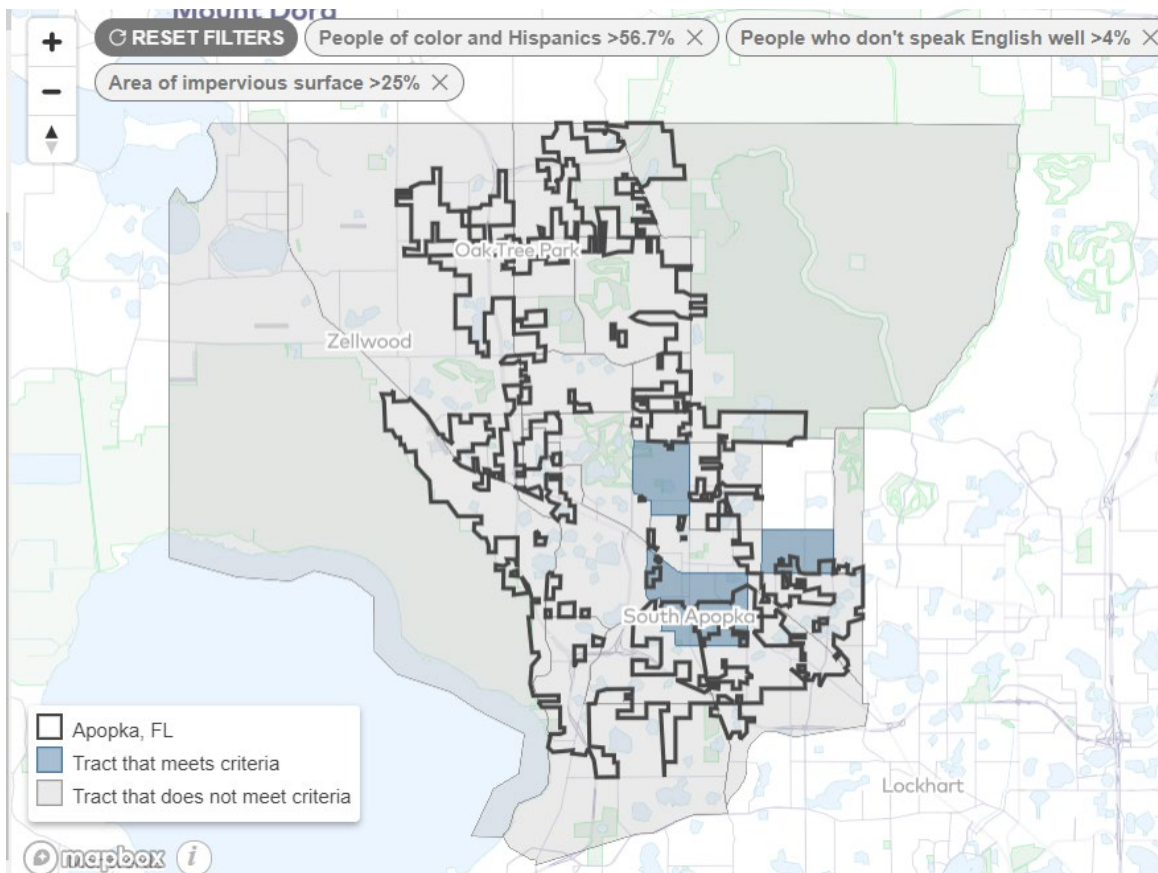 Mount Dora
RESET FILTERS
People of color and Hispanics >56.7% ×
People who don't speak English well >4% ×
Area of impervious surface >25% ×
Oak Tree Park
Zellwood
South Apopka
Lockhart
Apopka, FL
Tract that meets criteria
Tract that does not meet criteria
mapbox
i